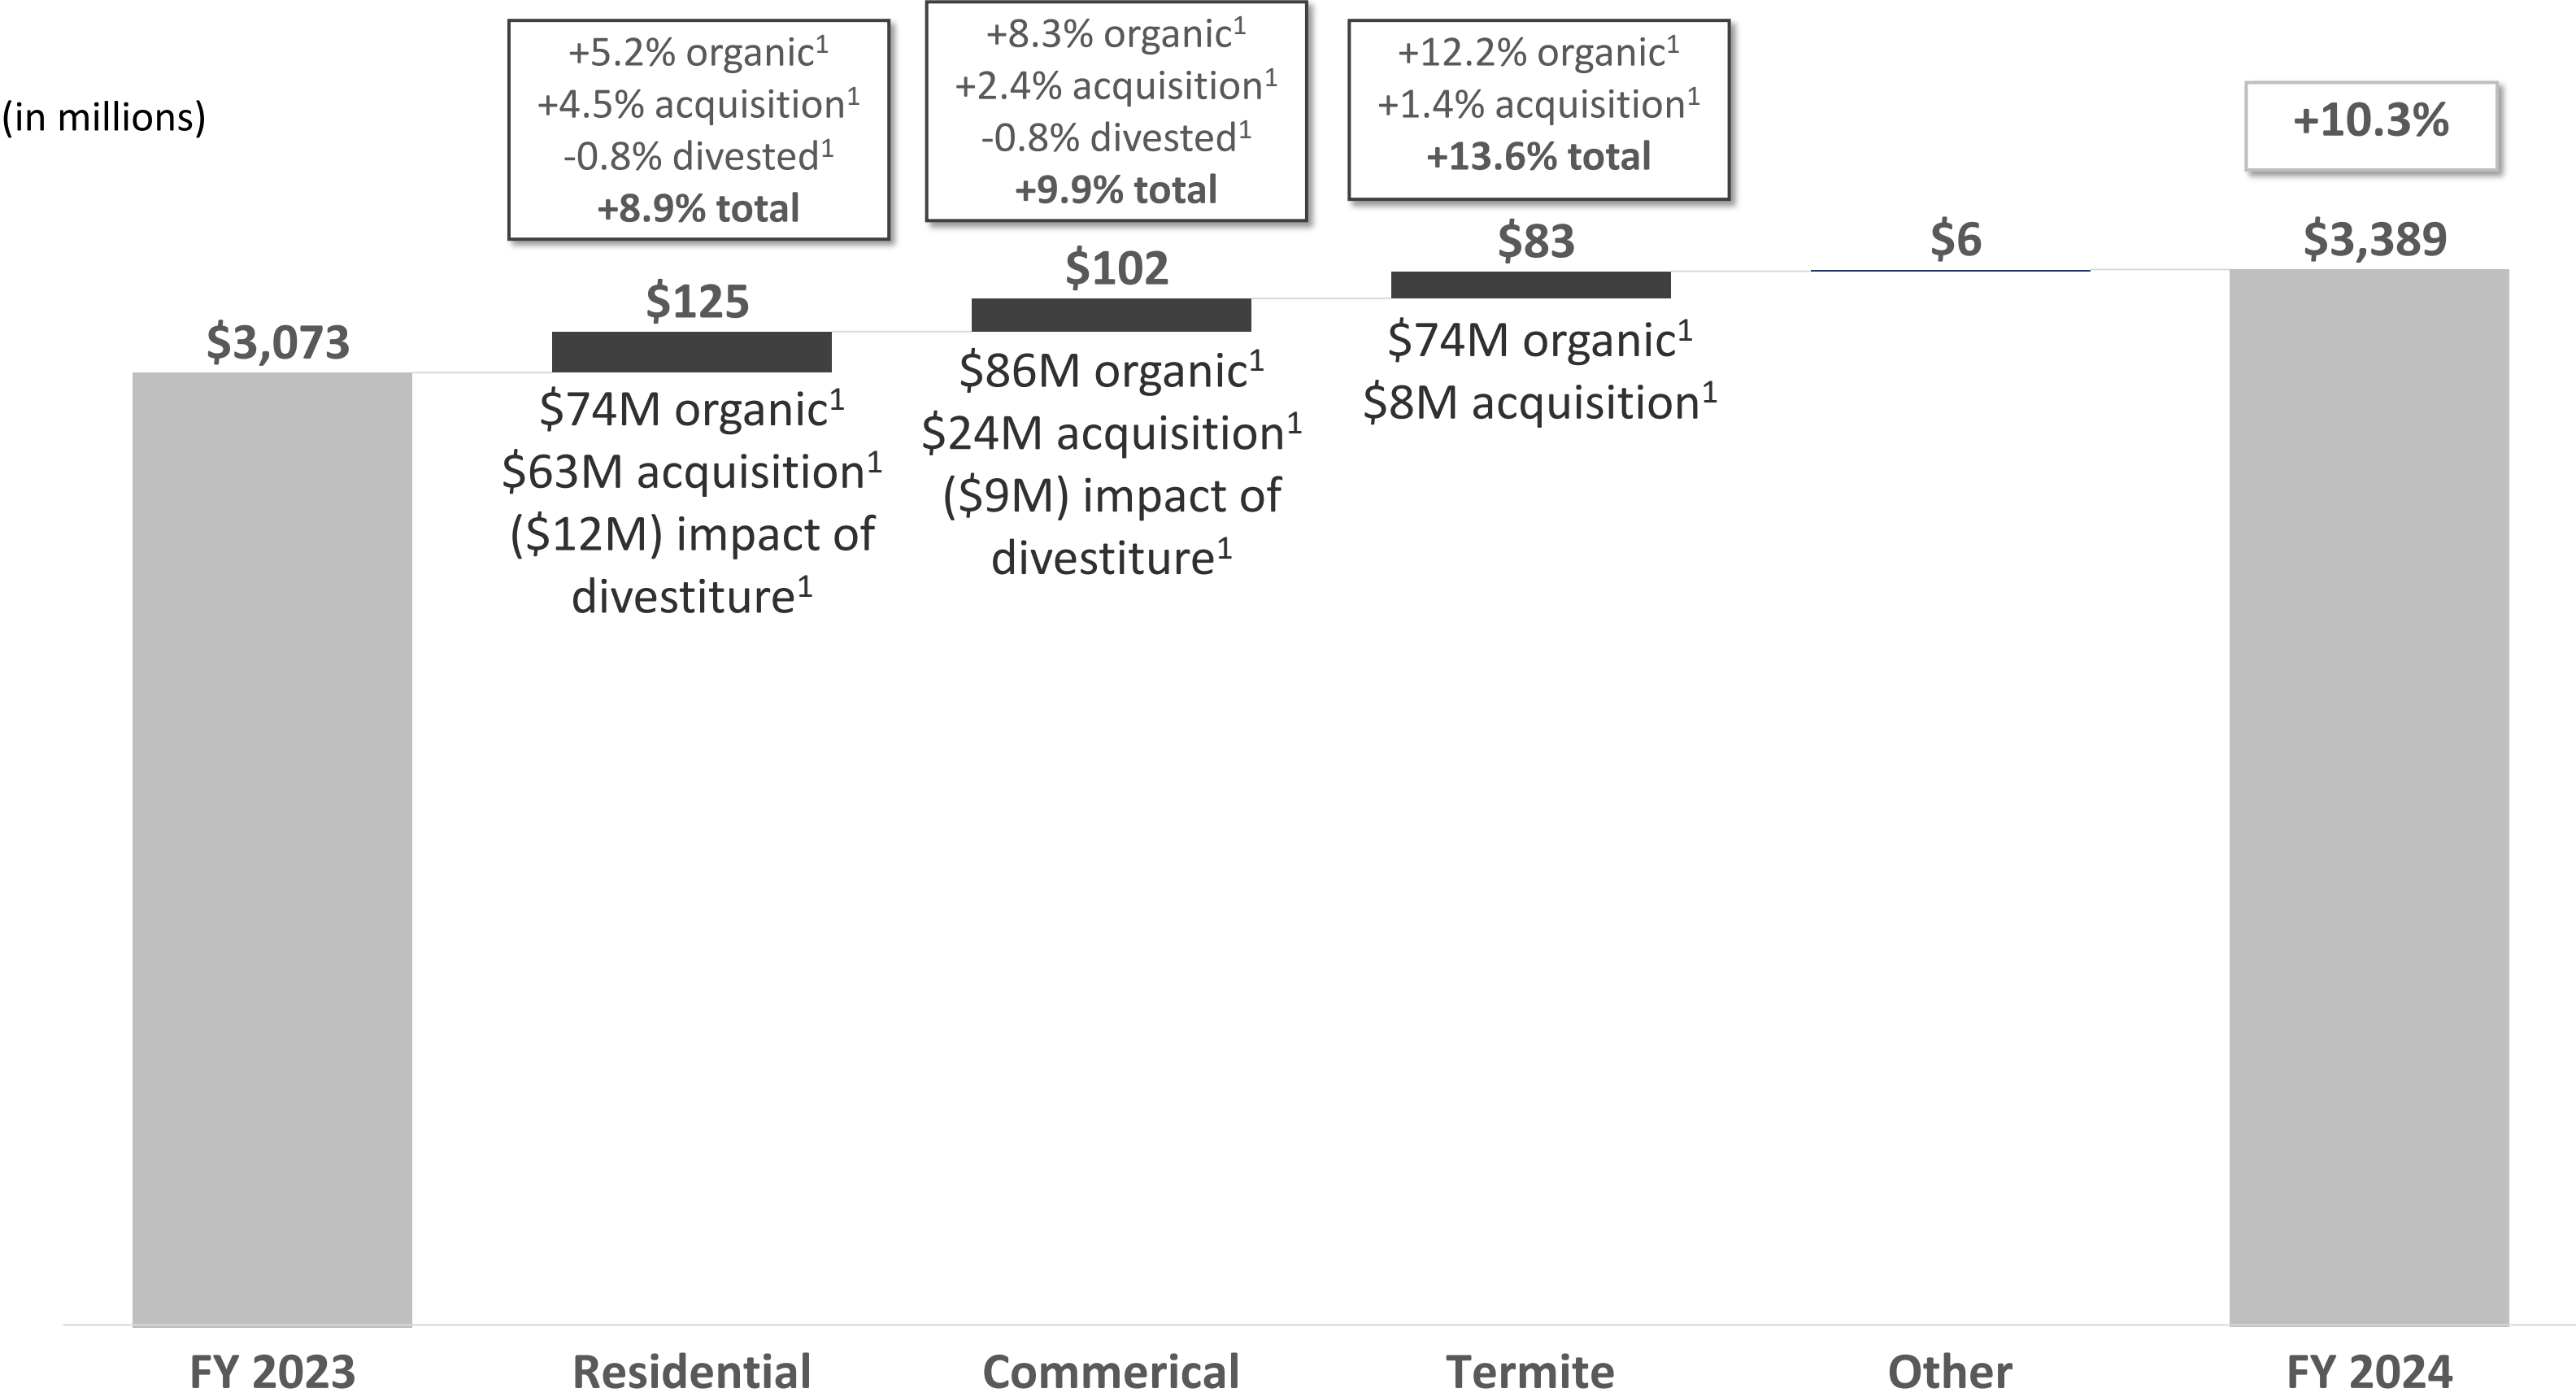 (in millions)
+5.2% organic¹
+4.5% acquisition¹
-0.8% divested¹
+8.9% total
+8.3% organic¹
+2.4% acquisition¹
-0.8% divested¹
+9.9% total
+12.2% organic¹
+1.4% acquisition¹
+13.6% total
+10.3%
$3,073
$125
$102
$83
$6
$3,389
$74M organic¹
$63M acquisition¹
($12M) impact of
divestiture¹
$86M organic¹
$24M acquisition¹
($9M) impact of
divestiture¹
$74M organic¹
$8M acquisition¹
FY 2023
Residential
Commerical
Termite
Other
FY 2024